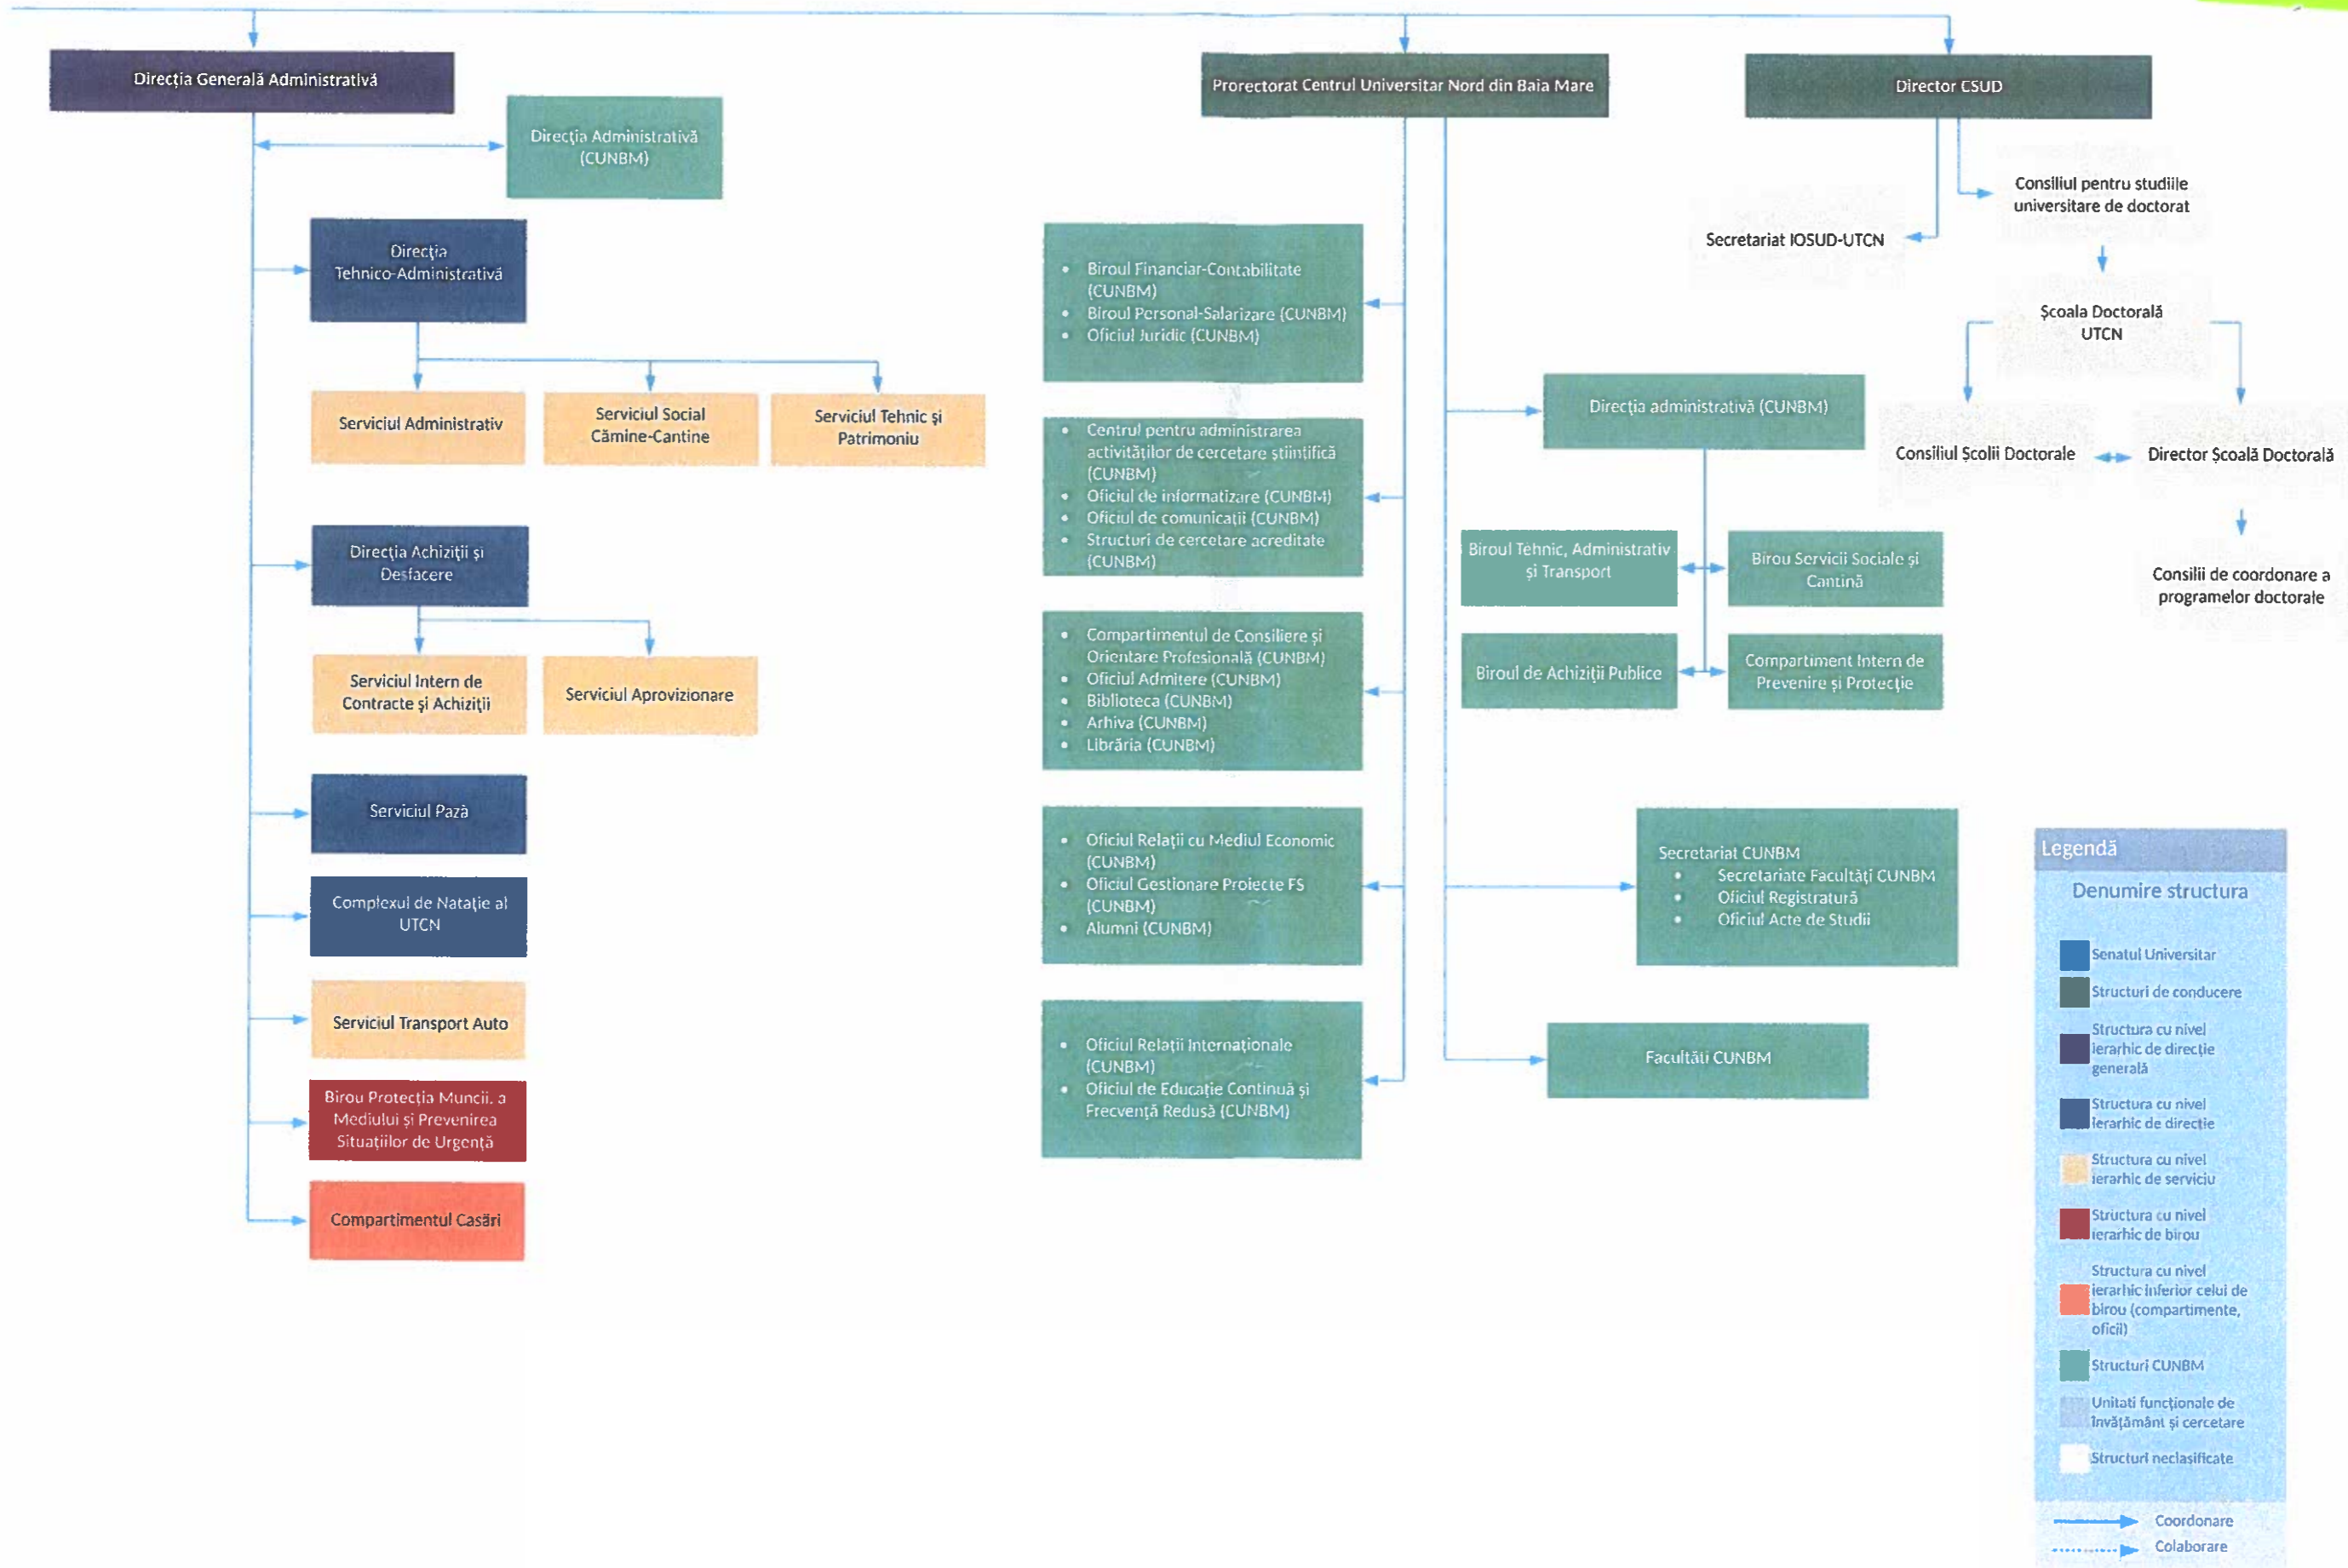 Direcția Generală Administrativă
Direcţia Administrativă
(CUNBM)
Direcția
Tehnico-Administrativă
Serviciul Administrativ
Serviciul Social
Cămine-Cantine
Serviciul Tehnic și
Patrimoniu
Direcția Achiziții și
Desfacere
Serviciul Intern de
Contracte şi Achiziţii
Serviciul Aprovizionare
Serviciul Pază
Complexul de Natație al
UTCN
Serviciul Transport Auto
Birou Protecția Muncii, a
Mediului și Prevenirea
Situațiilor de Urgență
Compartimentul Casări
Prorectorat Centrul Universitar Nord din Baia Mare
• Biroul Financiar-Contabilitate
(CUNBM)
• Biroul Personal-Salarizare (CUNBM)
• Oficiul Juridic (CUNBM)
• Centrul pentru administrarea
activităților de cercetare științifică
(CUNBM)
• Oficiul de informatizare (CUNBM)
• Oficiul de comunicații (CUNBM)
• Structuri de cercetare acreditate
(CUNBM)
• Compartimentul de Consiliere și
Orientare Profesională (CUNBM)
• Oficiul Admitere (CUNBM)
• Biblioteca (CUNBM)
• Arhiva (CUNBM)
• Librăria (CUNBM)
• Oficiul Relații cu Mediul Economic
(CUNBM)
• Oficiul Gestionare Proiecte FS
(CUNBM)
• Alumni (CUNBM)
• Oficiul Relații Internaționale
(CUNBM)
• Oficiul de Educație Continuă și
Frecvență Redusă (CUNBM)
Direcția administrativă (CUNBM)
Biroul Tehnic, Administrativ
și Transport
Birou Servicii Sociale și
Cantină
Biroul de Achiziții Publice
Compartiment Intern de
Prevenire și Protecție
Secretariat CUNBM
• Secretariate Facultăți CUNBM
• Oficiul Registratură
• Oficiul Acte de Studii
Facultăți CUNBM
Director CSUD
Consiliul pentru studiile
universitare de doctorat
Secretariat IOSUD-UTCN
Școala Doctorală
UTCN
Consiliul Școlii Doctorale
Director Școală Doctorală
Consilii de coordonare a
programelor doctorale
Legendă
Denumire structura
Senatul Universitar
Structuri de conducere
Structura cu nivel
ierarhic de direcție
generală
Structura cu nivel
ierarhic de direcție
Structura cu nivel
ierarhic de serviciu
Structura cu nivel
ierarhic de birou
Structura cu nivel
ierarhic inferior celui de
birou (compartimente,
oficii)
Structuri CUNBM
Unitati funcționale de
învățământ și cercetare
Structuri neclasificate
Coordonare
Colaborare